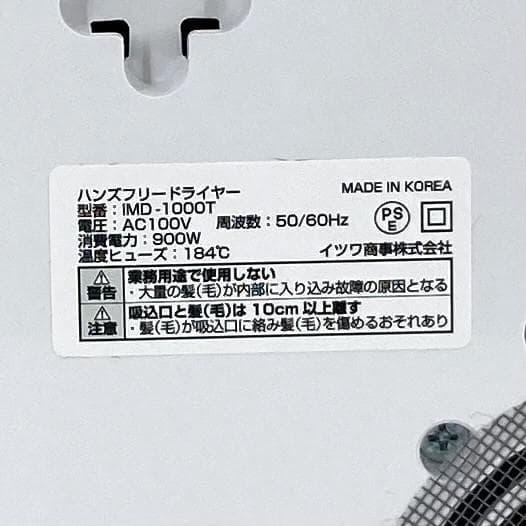 ハンズフリードライヤー MADE IN KOREA
型番：IMD-1000T
電圧：AC100V 周波数：50/60Hz PS E
消費電力：900W
温度ヒューズ：184℃ イツワ商事株式会社
警告 業務用途で使用しない
・大量の髪(毛)が内部に入り込み故障の原因となる
注意 吸込口と髪(毛)は10cm以上離す
・髪(毛)が吸込口に絡み髪(毛)を傷めるおそれあり